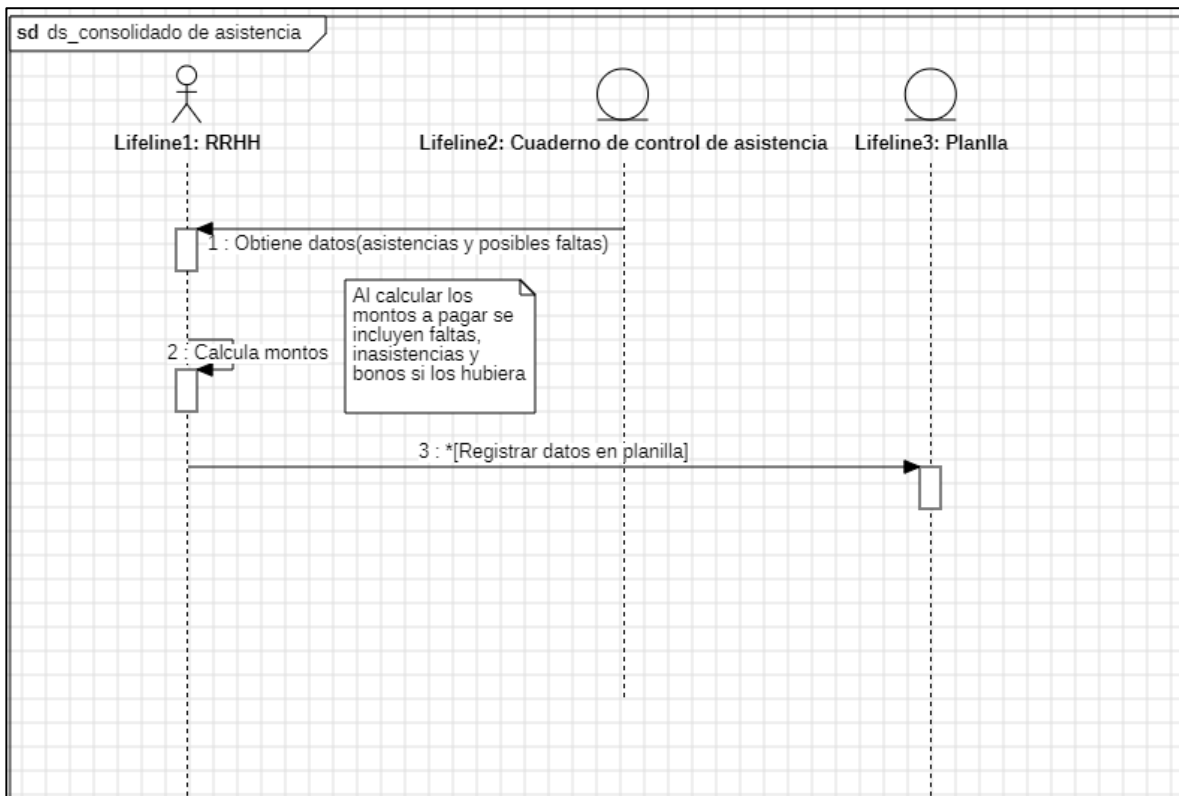 sd ds_consolidado de asistencia
Lifeline1: RRHH
Lifeline2: Cuaderno de control de asistencia
Lifeline3: Planlla
1 : Obtiene datos(asistencias y posibles faltas)
Al calcular los
montos a pagar se
incluyen faltas,
inasistencias y
bonos si los hubiera
2 : Calcula montos
3 : *[Registrar datos en planilla]